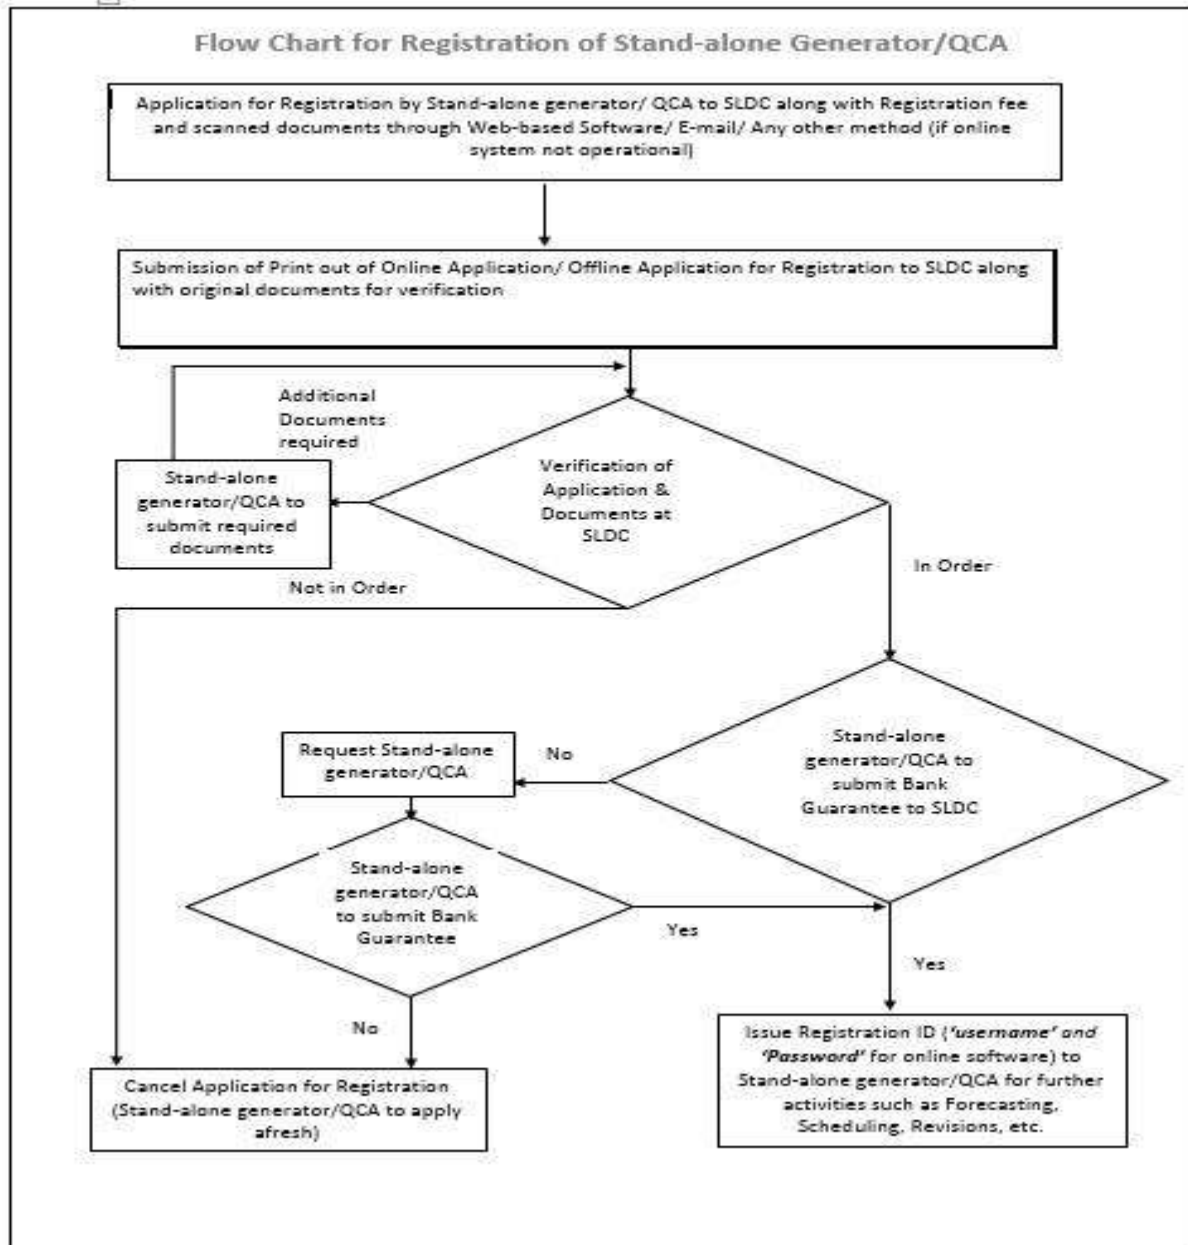 Flow Chart for Registration of Stand-alone Generator/QCA
Application for Registration by Stand-alone generator/ QCA to SLDC along with Registration fee
and scanned documents through Web-based Software/ E-mail/ Any other method (if online
system not operational)
Submission of Print out of Online Application/ Offline Application for Registration to SLDC along
with original documents for verification
Additional
Documents
required
Verification of
Application &
Documents at
SLDC
Stand-alone
generator/QCA to
submit required
documents
Not in Order
In Order
Stand-alone
generator/QCA to
submit Bank
Guarantee to SLDC
No
Request Stand-alone
generator/QCA
Stand-alone
generator/QCA
to submit Bank
Guarantee
Yes
Yes
No
Cancel Application for Registration
(Stand-alone generator/QCA to apply
afresh)
Issue Registration ID ('username' and
'Password' for online software) to
Stand-alone generator/QCA for further
activities such as Forecasting,
Scheduling, Revisions, etc.